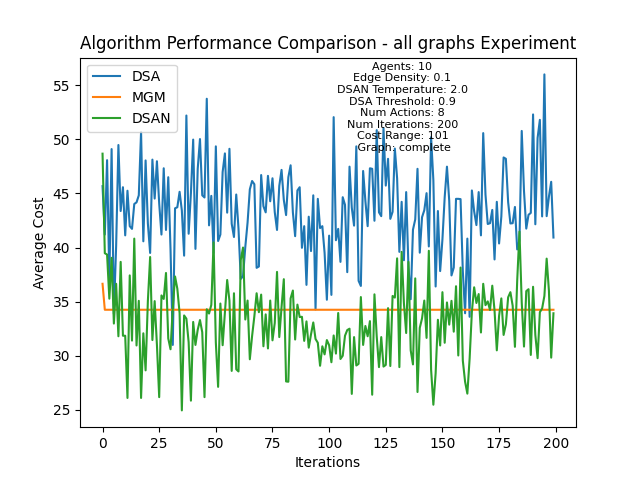 Algorithm Performance Comparison - all graphs Experiment
DSA
MGM
DSAN
Agents: 10
Edge Density: 0.1
DSAN Temperature: 2.0
DSA Threshold: 0.9
Num Actions: 8
Num Iterations: 200
Cost Range: 101
Graph: complete
Average Cost
55
50
45
40
35
30
25
0
25
50
75
100
125
150
175
200
Iterations